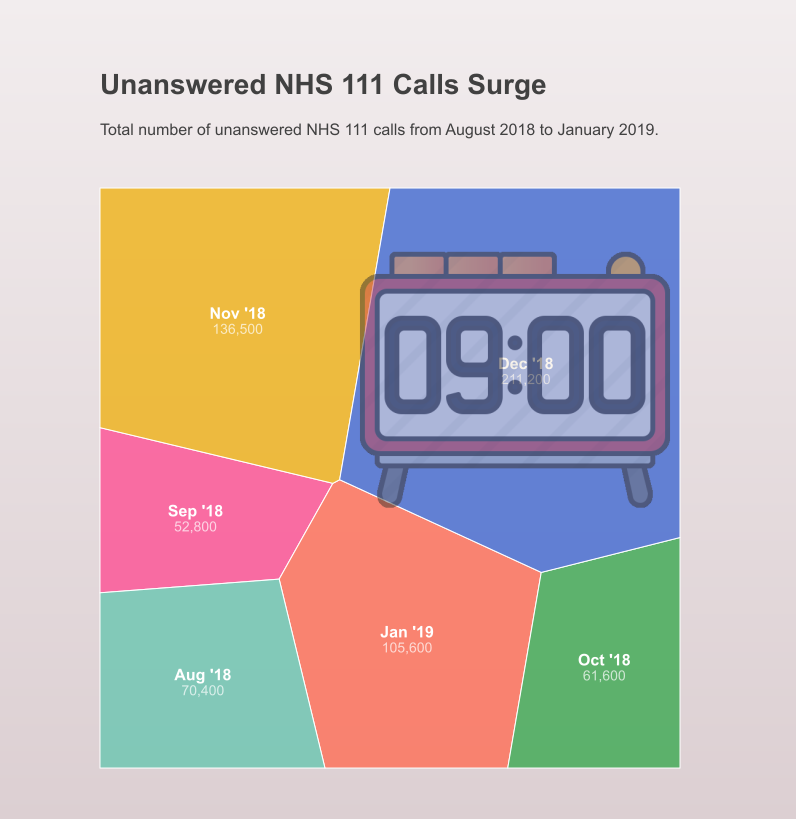 Unanswered NHS 111 Calls Surge
Total number of unanswered NHS 111 calls from August 2018 to January 2019.
Nov '18
136,500
09:00
Dec '18
211,200
Sep '18
52,800
Jan '19
105,600
Oct '18
61,600
Aug '18
70,400